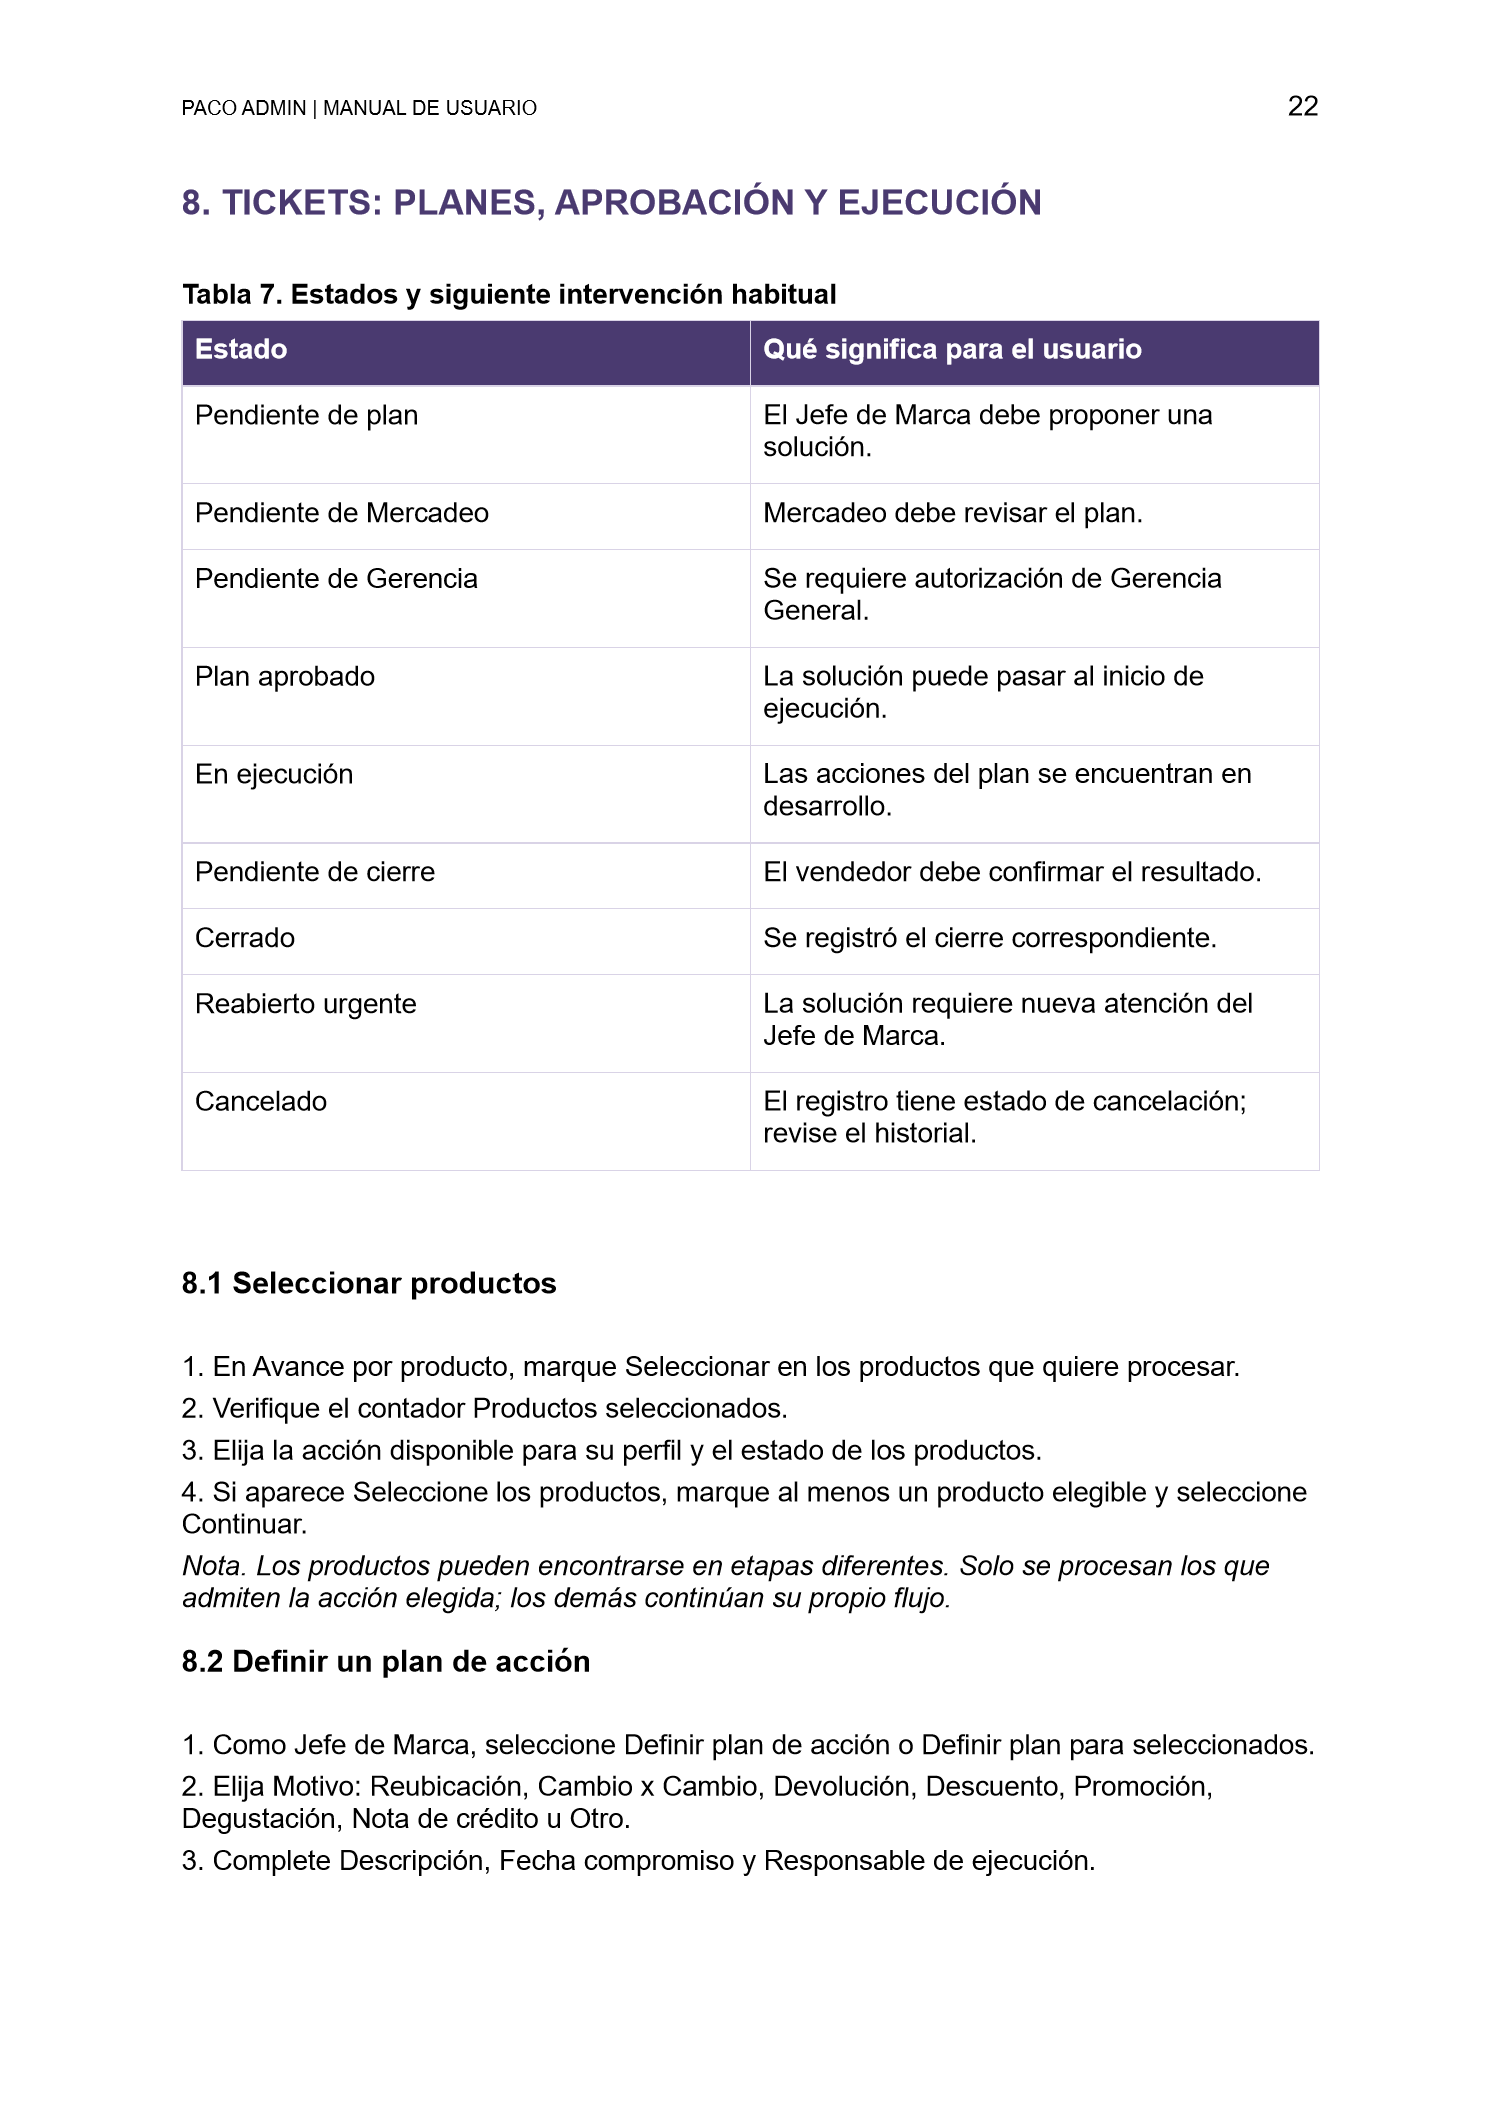 PACO ADMIN | MANUAL DE USUARIO
22
8. TICKETS: PLANES, APROBACIÓN Y EJECUCIÓN
Tabla 7. Estados y siguiente intervención habitual
Estado
Qué significa para el usuario
Pendiente de plan
El Jefe de Marca debe proponer una
solución.
Pendiente de Mercadeo
Mercadeo debe revisar el plan.
Pendiente de Gerencia
Se requiere autorización de Gerencia
General.
Plan aprobado
La solución puede pasar al inicio de
ejecución.
En ejecución
Las acciones del plan se encuentran en
desarrollo.
Pendiente de cierre
El vendedor debe confirmar el resultado.
Cerrado
Se registró el cierre correspondiente.
Reabierto urgente
La solución requiere nueva atención del
Jefe de Marca.
Cancelado
El registro tiene estado de cancelación;
revise el historial.
8.1 Seleccionar productos
1. En Avance por producto, marque Seleccionar en los productos que quiere procesar.
2. Verifique el contador Productos seleccionados.
3. Elija la acción disponible para su perfil y el estado de los productos.
4. Si aparece Seleccione los productos, marque al menos un producto elegible y seleccione
Continuar.
Nota. Los productos pueden encontrarse en etapas diferentes. Solo se procesan los que
admiten la acción elegida; los demás continúan su propio flujo.
8.2 Definir un plan de acción
1. Como Jefe de Marca, seleccione Definir plan de acción o Definir plan para seleccionados.
2. Elija Motivo: Reubicación, Cambio x Cambio, Devolución, Descuento, Promoción,
Degustación, Nota de crédito u Otro.
3. Complete Descripción, Fecha compromiso y Responsable de ejecución.